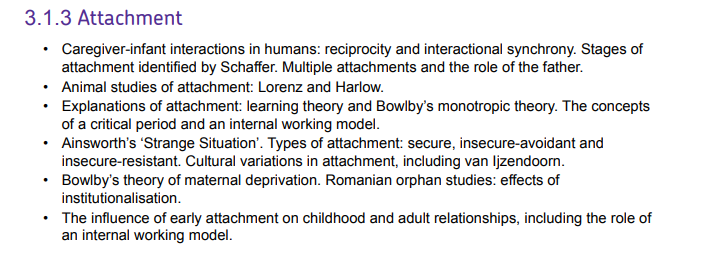 3.1.3 Attachment
• Caregiver-infant interactions in humans: reciprocity and interactional synchrony. Stages of
attachment identified by Schaffer. Multiple attachments and the role of the father.
• Animal studies of attachment: Lorenz and Harlow.
• Explanations of attachment: learning theory and Bowlby’s monotropic theory. The concepts
of a critical period and an internal working model.
• Ainsworth’s ‘Strange Situation’. Types of attachment: secure, insecure-avoidant and
insecure-resistant. Cultural variations in attachment, including van Ijzendoorn.
• Bowlby’s theory of maternal deprivation. Romanian orphan studies: effects of
institutionalisation.
• The influence of early attachment on childhood and adult relationships, including the role of
an internal working model.